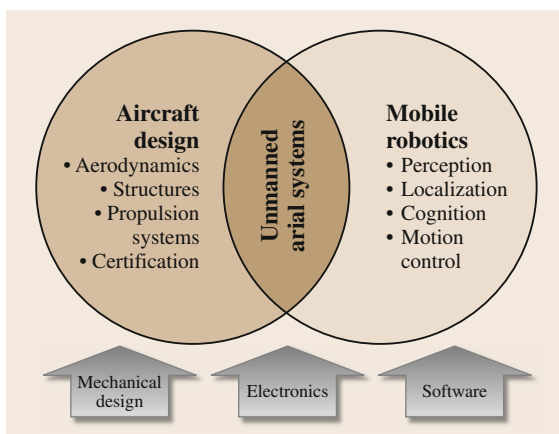 Aircraft
design
• Aerodynamics
• Structures
• Propulsion
systems
• Certification
Unmanned
arial systems
Mobile
robotics
• Perception
• Localization
• Cognition
• Motion
control
Mechanical
design
Electronics
Software